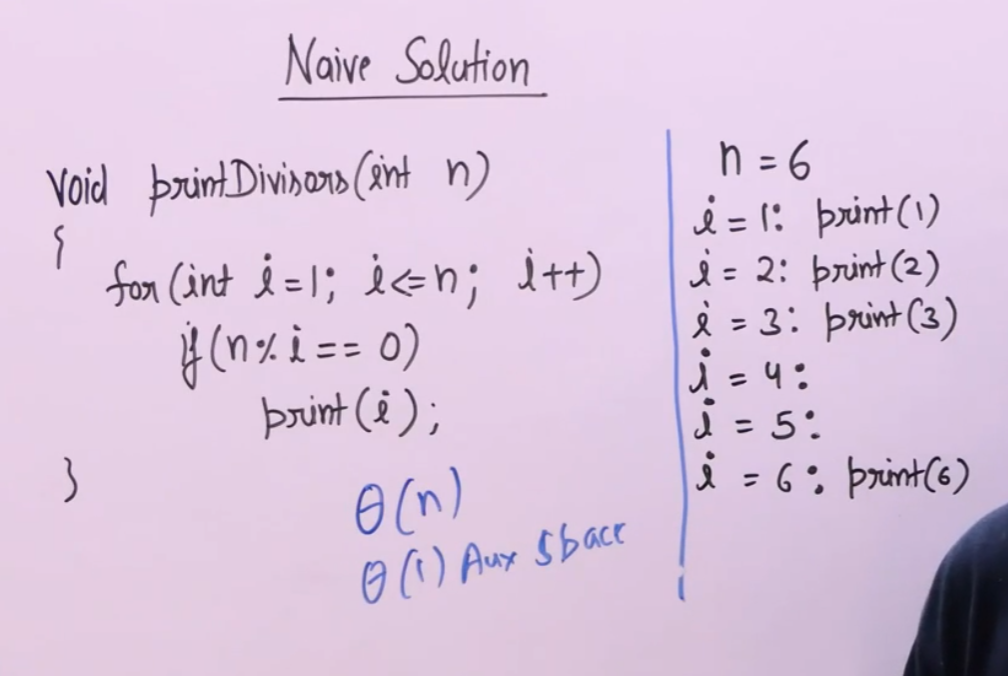 Naive Solution
void printDivisors(int n)
{
for(int i=1; i<=n; i++)
if(n%i == 0)
print(i);
}
θ(n)
θ(1) Aux Space
n = 6
i = 1: print(1)
i = 2: print(2)
i = 3: print(3)
i = 4:
i = 5:
i = 6: print(6)